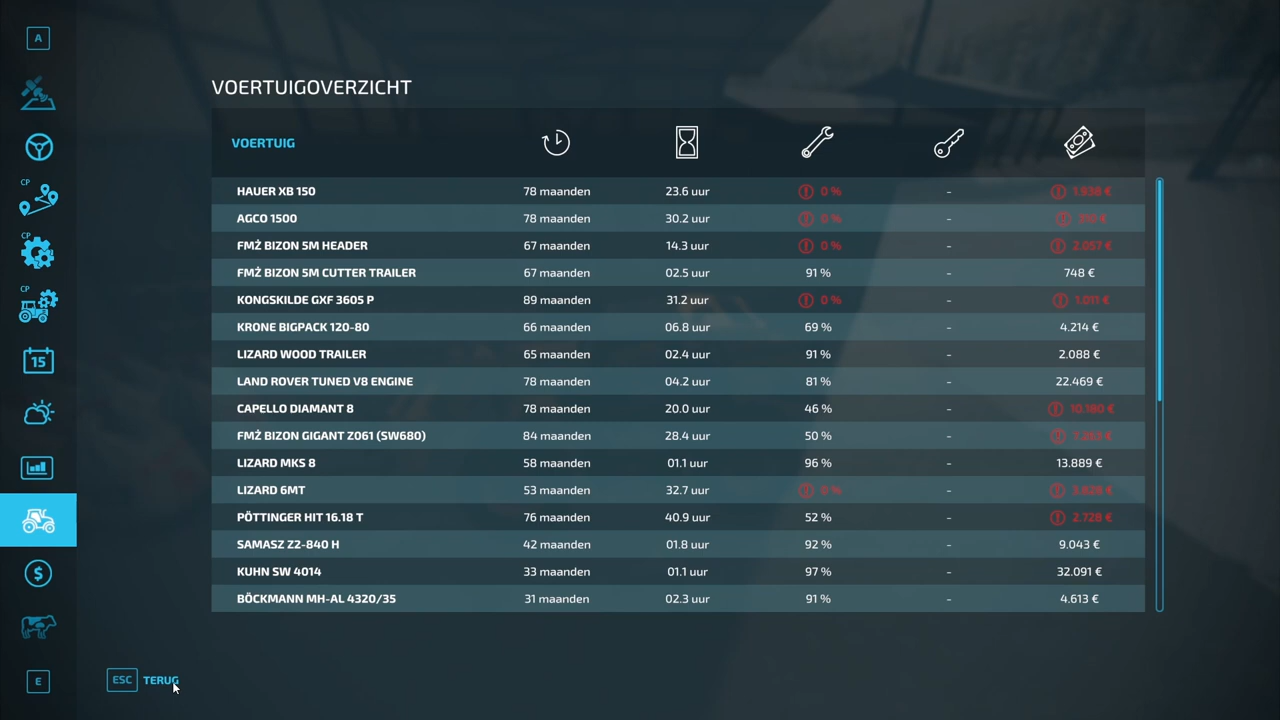 A
VOERTUIGOVERZICHT
VOERTUIG
CP
CP
CP
15
E
HAUER XB 150 78 maanden 23.6 uur 0 % - 1.938 €
AGCO 1500 78 maanden 30.2 uur 0 % - €
FMŻ BIZON 5M HEADER 67 maanden 14.3 uur 0 % - 2.057 €
FMŻ BIZON 5M CUTTER TRAILER 67 maanden 02.5 uur 91 % - 748 €
KONGSKILDE GXF 3605 P 89 maanden 31.2 uur 0 % - 1.011 €
KRONE BIGPACK 120-80 66 maanden 06.8 uur 69 % - 4.214 €
LIZARD WOOD TRAILER 65 maanden 02.4 uur 91 % - 2.088 €
LAND ROVER TUNED V8 ENGINE 78 maanden 04.2 uur 81 % - 22.469 €
CAPELLO DIAMANT 8 78 maanden 20.0 uur 46 % - 10.180 €
FMŻ BIZON GIGANT Z061 (SW680) 84 maanden 28.4 uur 50 % - €
LIZARD MKS 8 58 maanden 01.1 uur 96 % - 13.889 €
LIZARD 6MT 53 maanden 32.7 uur 0 % - €
PÖTTINGER HIT 16.18 T 76 maanden 40.9 uur 52 % - 2.728 €
SAMASZ Z2-840 H 42 maanden 01.8 uur 92 % - 9.043 €
KUHN SW 4014 33 maanden 01.1 uur 97 % - 32.091 €
BÖCKMANN MH-AL 4320/35 31 maanden 02.3 uur 91 % - 4.613 €
ESC TERUG